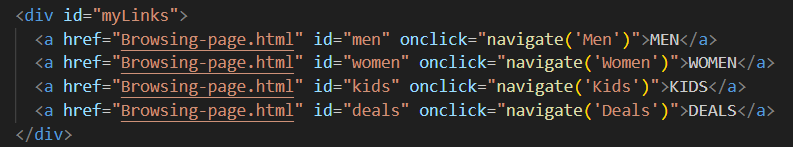 <div id="myLinks">
<a href="Browsing-page.html" id="men" onclick="navigate('Men')">MEN</a>
<a href="Browsing-page.html" id="women" onclick="navigate('Women')">WOMEN</a>
<a href="Browsing-page.html" id="kids" onclick="navigate('Kids')">KIDS</a>
<a href="Browsing-page.html" id="deals" onclick="navigate('Deals')">DEALS</a>
</div>